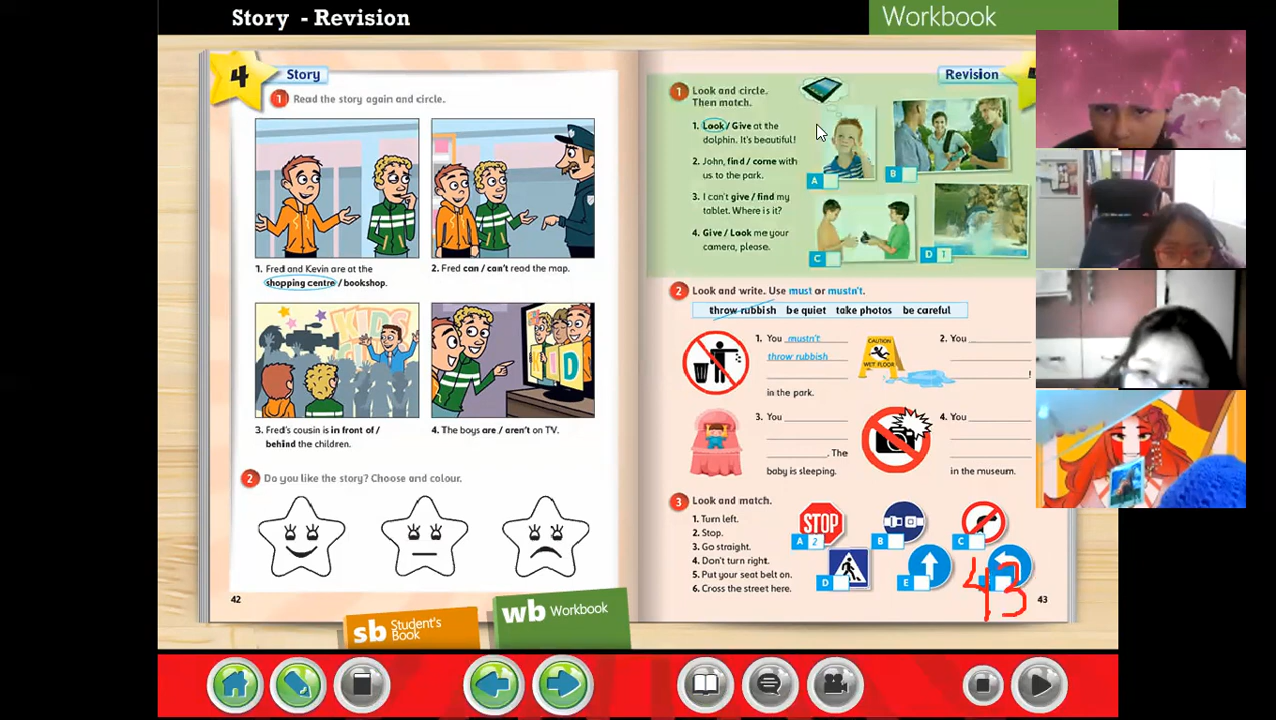 Story - Revision
Workbook
4
Story
1 Read the story again and circle.
1. Fred and Kevin are at the
shopping centre / bookshop.
2. Fred can / can't read the map.
KIDS
KID
3. Fred's cousin is in front of /
behind the children.
4. The boys are / aren't on TV.
2 Do you like the story? Choose and colour.
42
sb Student's
Book
wb Workbook
Revision
1 Look and circle.
Then match.
1. Look / Give at the
dolphin. It's beautiful!
2. John, find / come with
us to the park.
3. I can't give / find my
tablet. Where is it?
4. Give / Look me your
camera, please.
A
B
C
D 1
2 Look and write. Use must or mustn't.
throw rubbish be quiet take photos be careful
1. You mustn't
throw rubbish
in the park.
CAUTION
WET FLOOR
2. You
!
3. You
. The
baby is sleeping.
4. You
in the museum.
3 Look and match.
1. Turn left.
2. Stop.
3. Go straight.
4. Don't turn right.
5. Put your seat belt on.
6. Cross the street here.
STOP
A 2
B
C
D
E
43
43